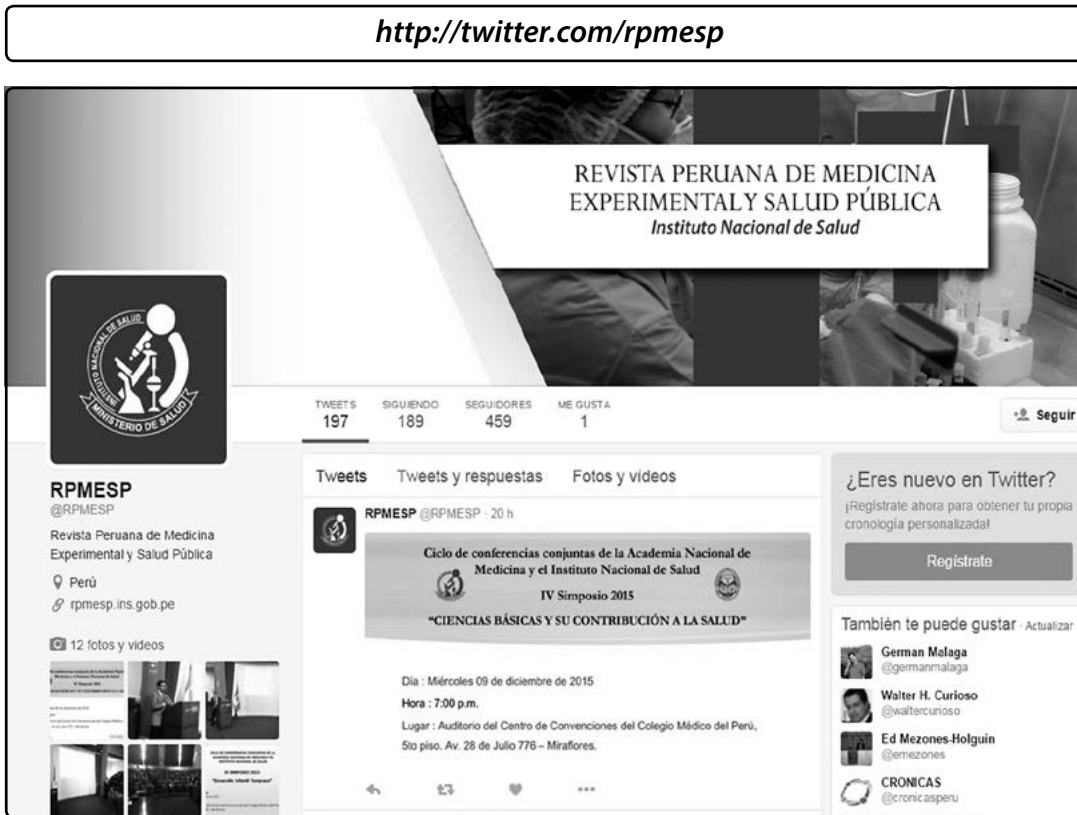 http://twitter.com/rpmesp
REVISTA PERUANA DE MEDICINA
EXPERIMENTAL Y SALUD PÚBLICA
Instituto Nacional de Salud
INSTITUTO NACIONAL DE SALUD
MINISTERIO DE SALUD
TWEETS
197
SIGUIENDO
189
SEGUIDORES
459
ME GUSTA
1
Seguir
RPMESP
@RPMESP
Revista Peruana de Medicina
Experimental y Salud Pública
Perú
rpmesp.ins.gob.pe
12 fotos y vídeos
Tweets
Tweets y respuestas
Fotos y vídeos
RPMESP @RPMESP · 20 h
Ciclo de conferencias conjuntas de la Academia Nacional de
Medicina y el Instituto Nacional de Salud
IV Simposio 2015
"CIENCIAS BÁSICAS Y SU CONTRIBUCIÓN A LA SALUD"
Día : Miércoles 09 de diciembre de 2015
Hora : 7:00 p.m.
Lugar : Auditorio del Centro de Convenciones del Colegio Médico del Perú,
5to piso. Av. 28 de Julio 776 – Miraflores.
¿Eres nuevo en Twitter?
¡Regístrate ahora para obtener tu propia
cronología personalizada!
Regístrate
También te puede gustar · Actualizar
German Malaga
@germanmalaga
Walter H. Curioso
@waltercurioso
Ed Mezones-Holguín
@emezones
CRONICAS
@cronicasperu